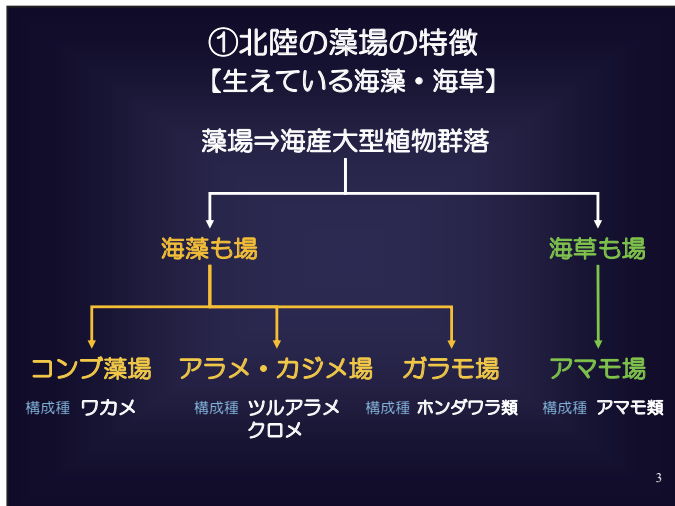 ①北陸の藻場の特徴
【生えている海藻・海草】
藻場⇒海産大型植物群落
海藻も場
海草も場
コンブ藻場
アラメ・カジメ場
ガラモ場
アマモ場
構成種 ワカメ
構成種 ツルアラメ
クロメ
構成種 ホンダワラ類
構成種 アマモ類
3